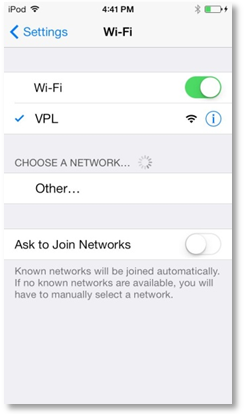 iPod 4:41 PM
Settings Wi-Fi
Wi-Fi
VPL
CHOOSE A NETWORK...
Other...
Ask to Join Networks
Known networks will be joined automatically.
If no known networks are available, you will
have to manually select a network.